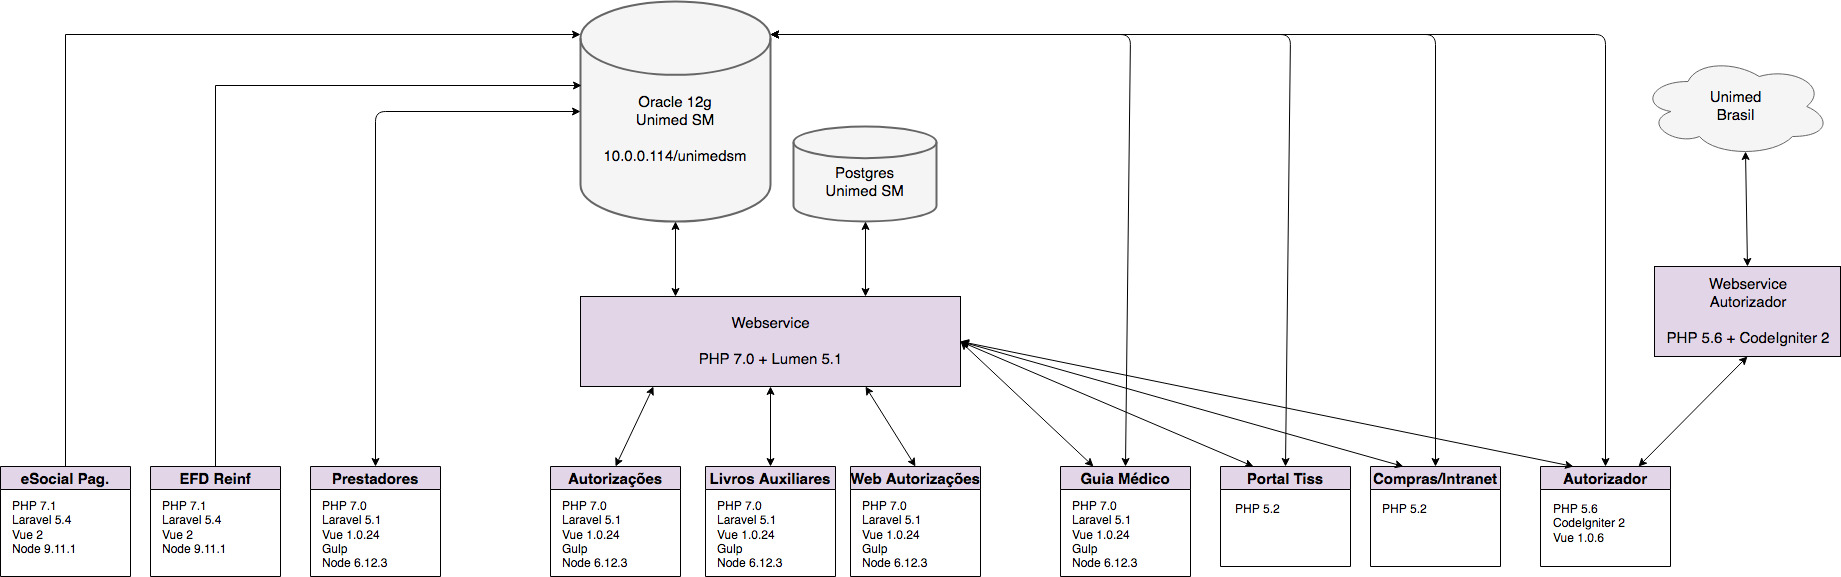 Oracle 12g
Unimed SM
10.0.0.114/unimedsm
Postgres
Unimed SM
Unimed
Brasil
Webservice
PHP 7.0 + Lumen 5.1
Webservice
Autorizador
PHP 5.6 + CodeIgniter 2
eSocial Pag.
PHP 7.1
Laravel 5.4
Vue 2
Node 9.11.1
EFD Reinf
PHP 7.1
Laravel 5.4
Vue 2
Node 9.11.1
Prestadores
PHP 7.0
Laravel 5.1
Vue 1.0.24
Gulp
Node 6.12.3
Autorizações
PHP 7.0
Laravel 5.1
Vue 1.0.24
Gulp
Node 6.12.3
Livros Auxiliares
PHP 7.0
Laravel 5.1
Vue 1.0.24
Gulp
Node 6.12.3
Web Autorizações
PHP 7.0
Laravel 5.1
Vue 1.0.24
Gulp
Node 6.12.3
Guia Médico
PHP 7.0
Laravel 5.1
Vue 1.0.24
Gulp
Node 6.12.3
Portal Tiss
PHP 5.2
Compras/Intranet
PHP 5.2
Autorizador
PHP 5.6
CodeIgniter 2
Vue 1.0.6